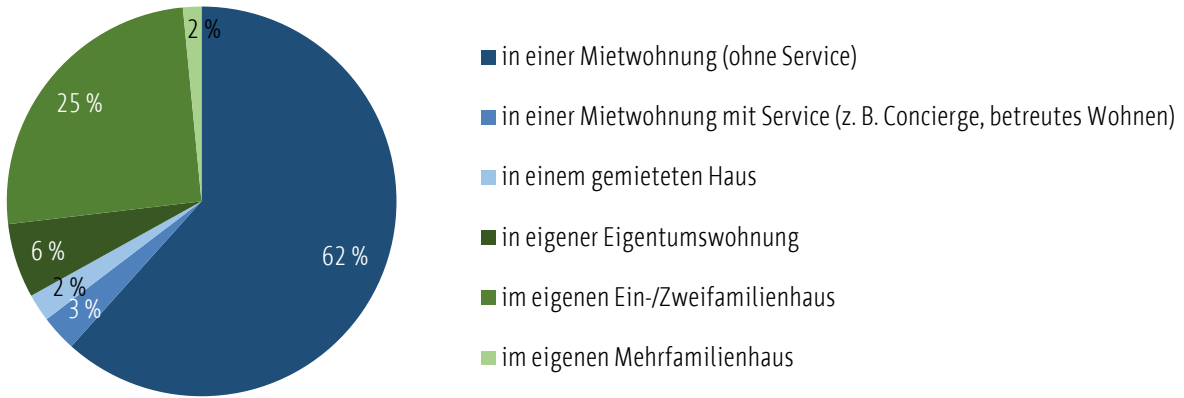 2 %
25 %
6 %
2 %
3 %
62 %
in einer Mietwohnung (ohne Service)
in einer Mietwohnung mit Service (z. B. Concierge, betreutes Wohnen)
in einem gemieteten Haus
in eigener Eigentumswohnung
im eigenen Ein-/Zweifamilienhaus
im eigenen Mehrfamilienhaus